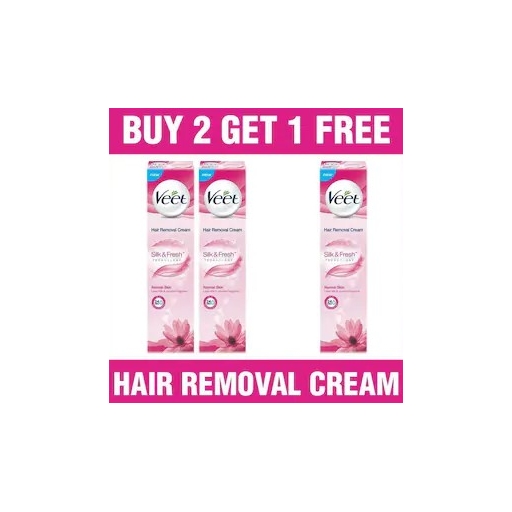 BUY 2 GET 1 FREE
NEW
Veet
Hair Removal Cream
Silk & Fresh
Normal Skin
NEW
Veet
Hair Removal Cream
Silk & Fresh
Normal Skin
NEW
Veet
Hair Removal Cream
Silk & Fresh
Normal Skin
HAIR REMOVAL CREAM